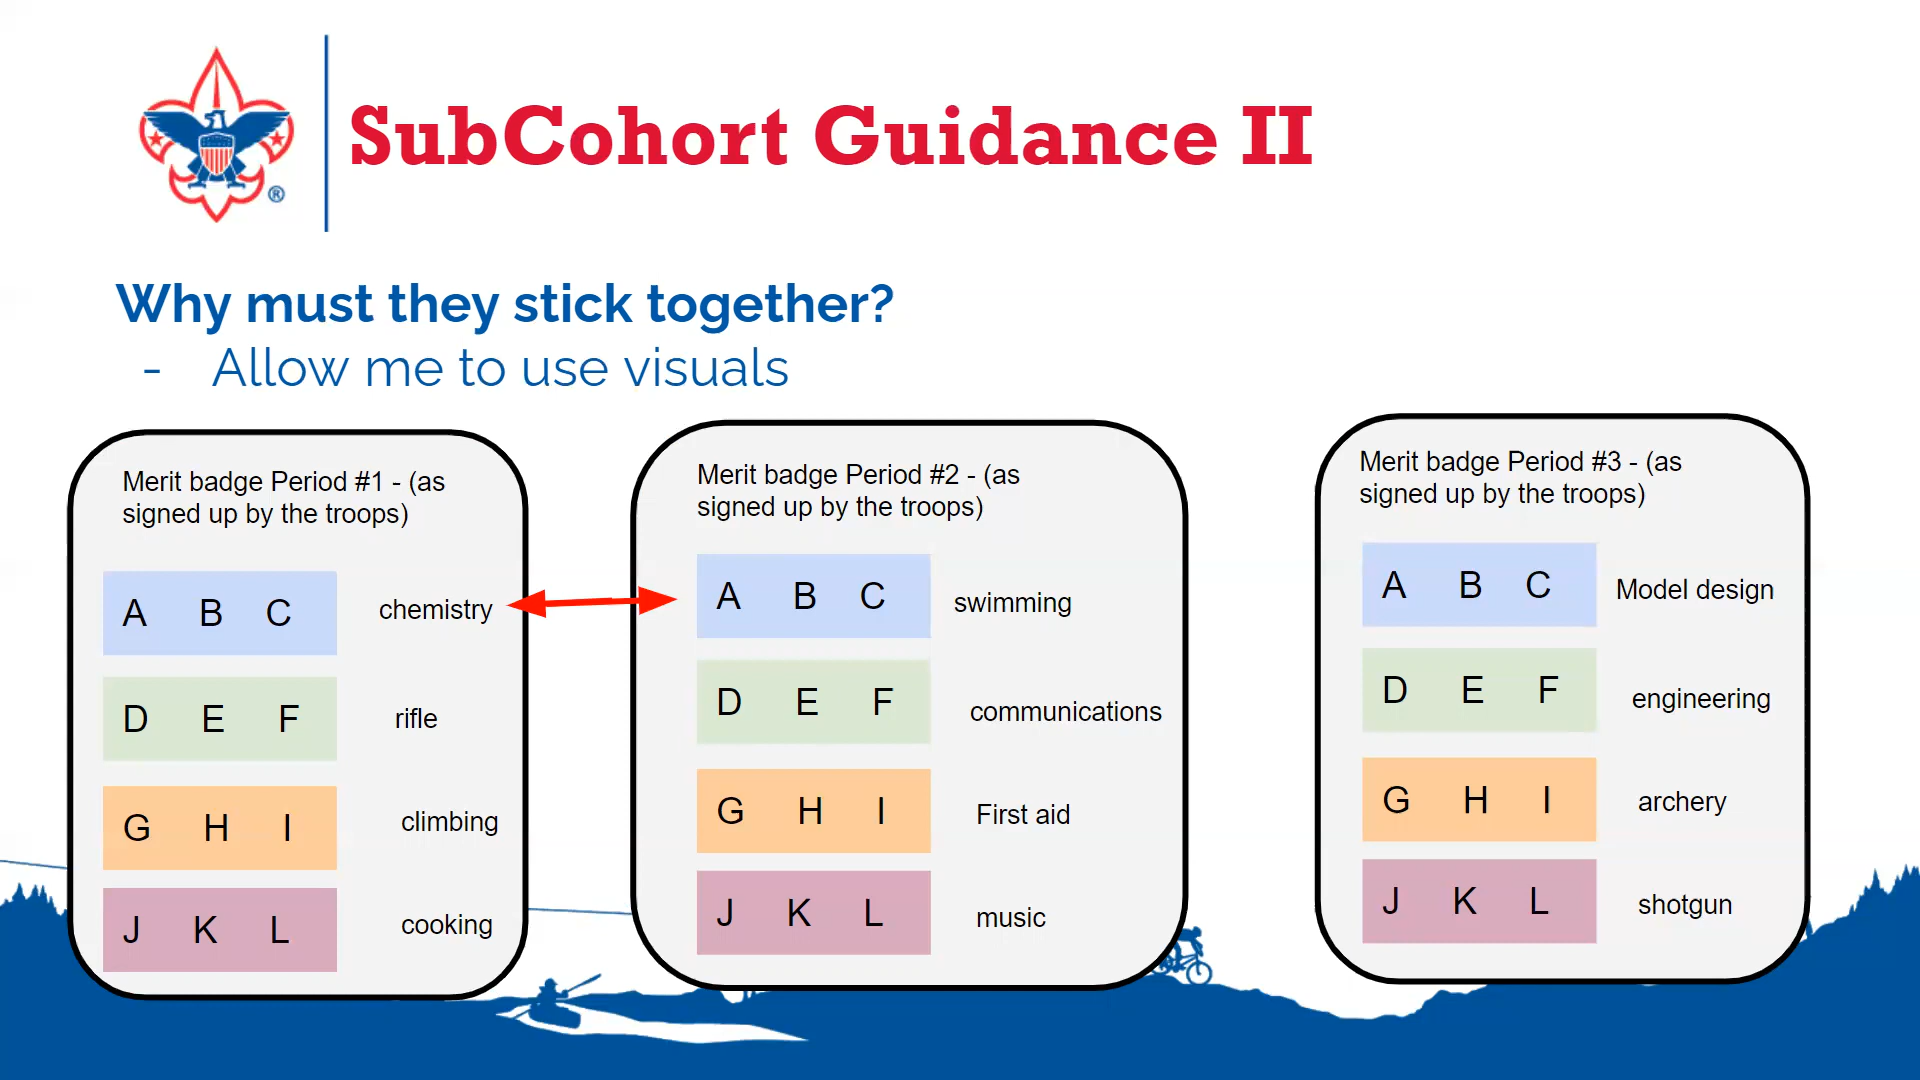 SubCohort Guidance II
®
Why must they stick together?
- Allow me to use visuals
Merit badge Period #1 - (as
signed up by the troops)
A B C chemistry
D E F rifle
G H I climbing
J K L cooking
Merit badge Period #2 - (as
signed up by the troops)
A B C swimming
D E F communications
G H I First aid
J K L music
Merit badge Period #3 - (as
signed up by the troops)
A B C Model design
D E F engineering
G H I archery
J K L shotgun